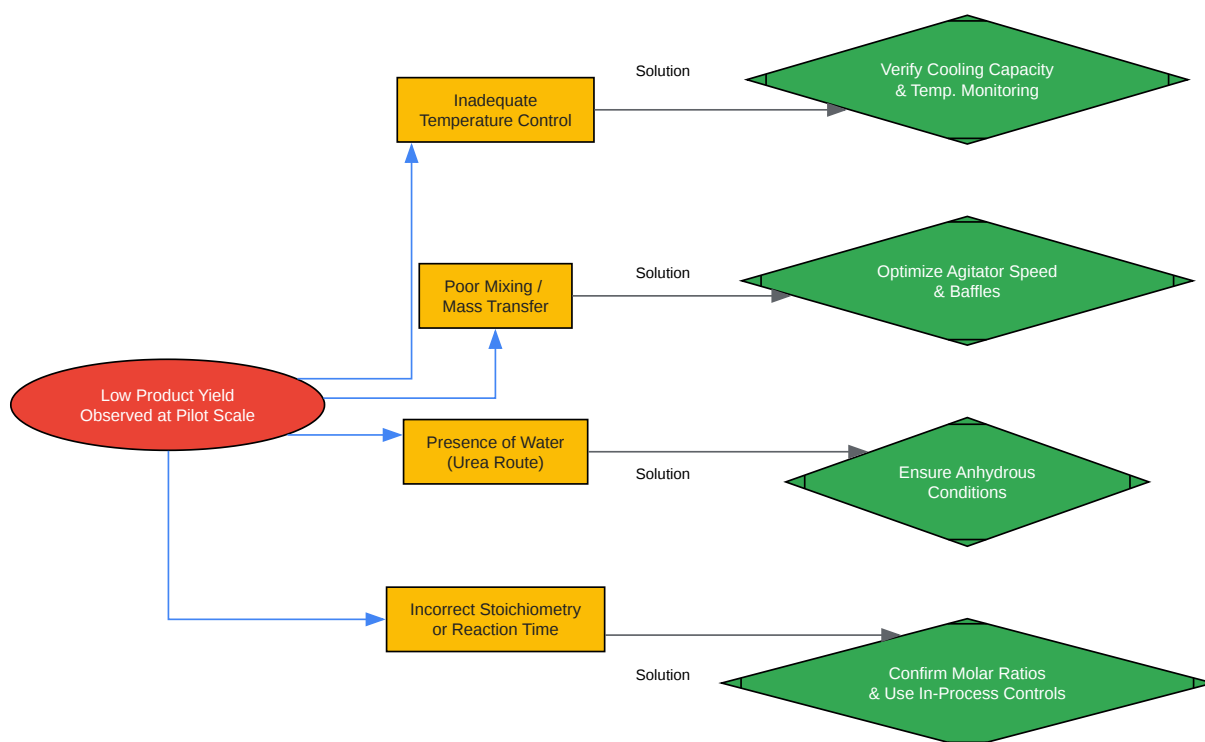 Solution
Verify Cooling Capacity
& Temp. Monitoring
Inadequate
Temperature Control
Solution
Optimize Agitator Speed
& Baffles
Poor Mixing /
Mass Transfer
Low Product Yield
Observed at Pilot Scale
Presence of Water
(Urea Route)
Solution
Ensure Anhydrous
Conditions
Incorrect Stoichiometry
or Reaction Time
Solution
Confirm Molar Ratios
& Use In-Process Controls